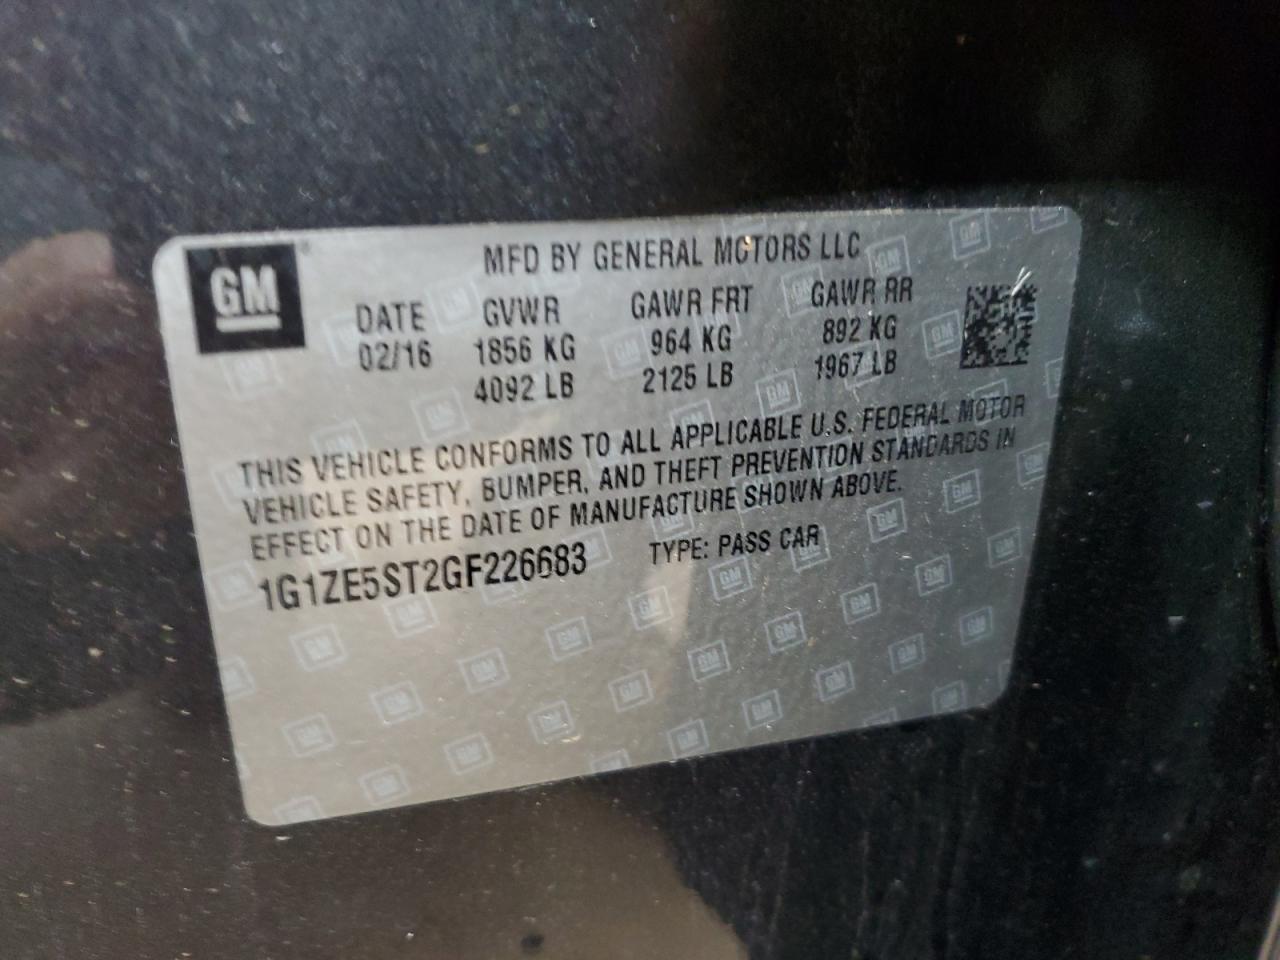 GM
MFD BY GENERAL MOTORS LLC
DATE GVWR GAWR FRT GAWR RR
02/16 1856 KG 964 KG 892 KG
4092 LB 2125 LB 1967 LB
THIS VEHICLE CONFORMS TO ALL APPLICABLE U.S. FEDERAL MOTOR
VEHICLE SAFETY, BUMPER, AND THEFT PREVENTION STANDARDS IN
EFFECT ON THE DATE OF MANUFACTURE SHOWN ABOVE.
1G1ZE5ST2GF226683 TYPE: PASS CAR